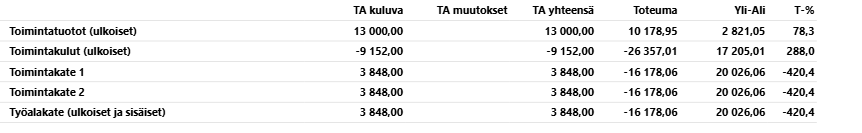 TA kuluva TA muutokset TA yhteensä Toteuma Yli-Ali T-%
Toimintatuotot (ulkoiset) 13 000,00 13 000,00 10 178,95 2 821,05 78,3
Toimintakulut (ulkoiset) -9 152,00 -9 152,00 -26 357,01 17 205,01 288,0
Toimintakate 1 3 848,00 3 848,00 -16 178,06 20 026,06 -420,4
Toimintakate 2 3 848,00 3 848,00 -16 178,06 20 026,06 -420,4
Työalakate (ulkoiset ja sisäiset) 3 848,00 3 848,00 -16 178,06 20 026,06 -420,4